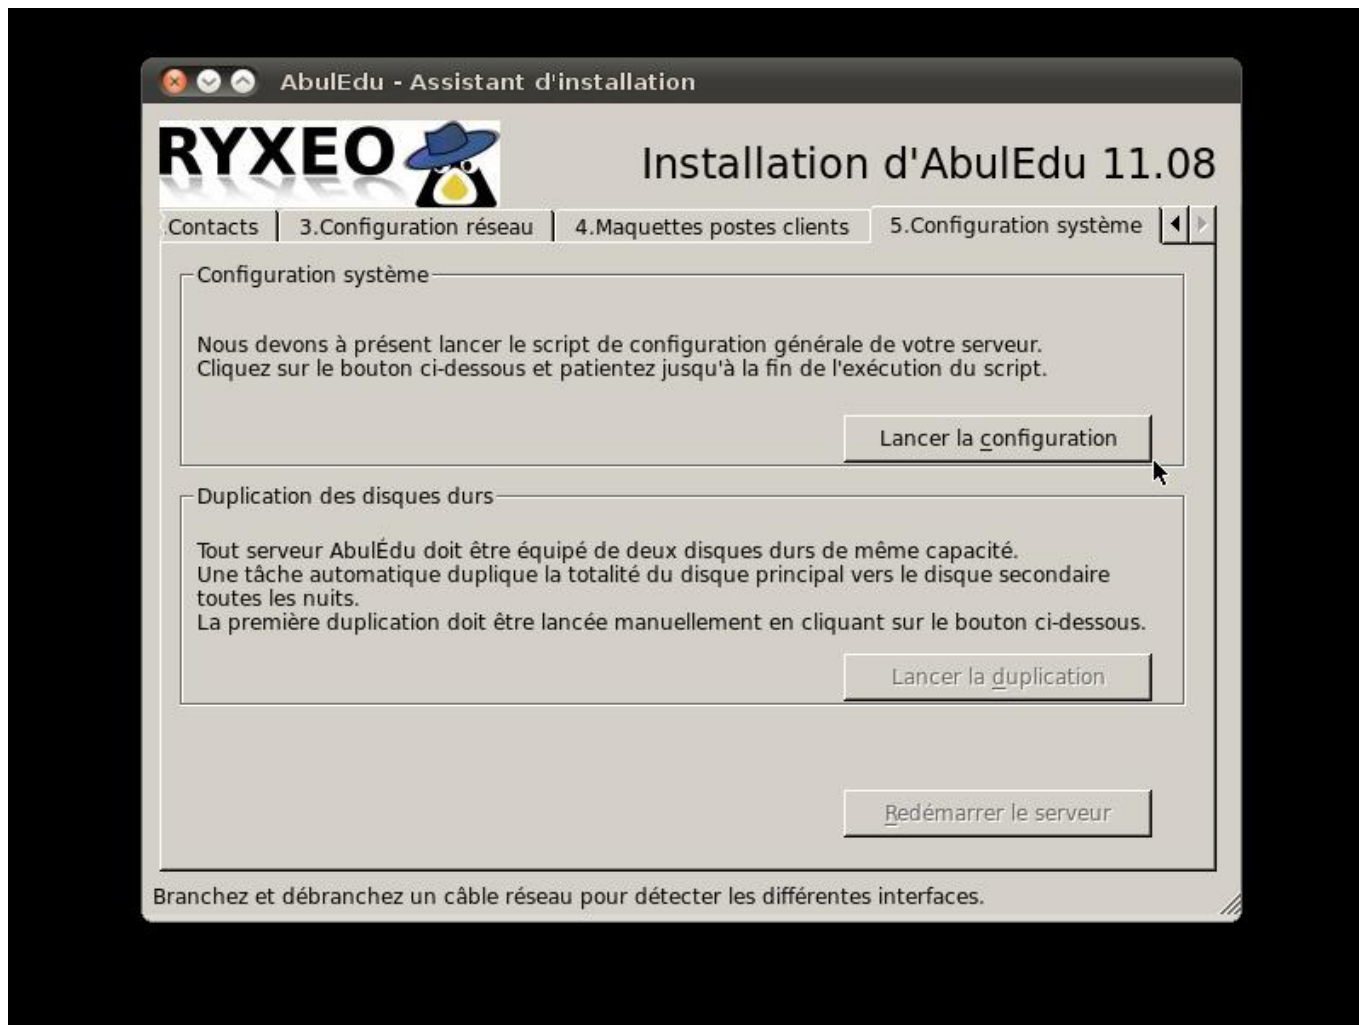 AbulEdu - Assistant d'installation
RYXEO
Installation d'AbulEdu 11.08
.Contacts
3.Configuration réseau
4.Maquettes postes clients
5.Configuration système
Configuration système
Nous devons à présent lancer le script de configuration générale de votre serveur.
Cliquez sur le bouton ci-dessous et patientez jusqu'à la fin de l'exécution du script.
Lancer la configuration
Duplication des disques durs
Tout serveur AbulÉdu doit être équipé de deux disques durs de même capacité.
Une tâche automatique duplique la totalité du disque principal vers le disque secondaire
toutes les nuits.
La première duplication doit être lancée manuellement en cliquant sur le bouton ci-dessous.
Lancer la duplication
Redémarrer le serveur
Branchez et débranchez un câble réseau pour détecter les différentes interfaces.